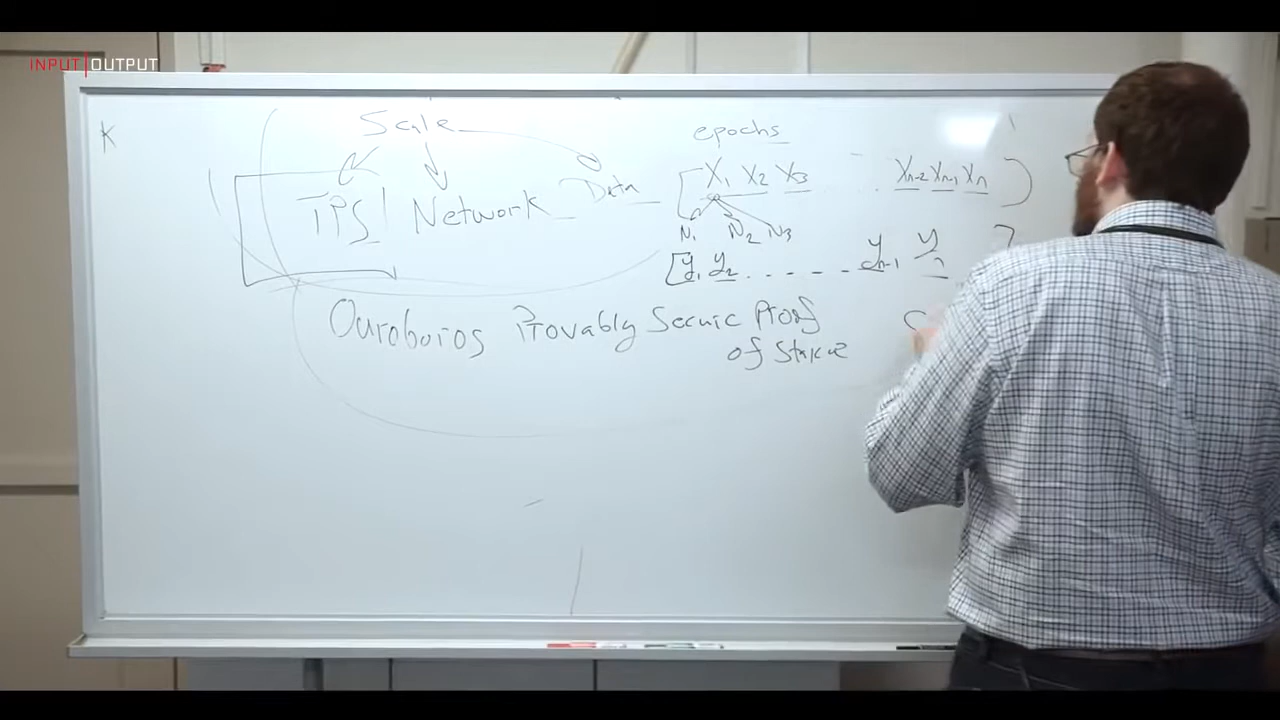 INPUT|OUTPUT
K
Scale
TPS Network Data
epochs
X1 X2 X3 ..... Xn-2 Xn-1 Xn
N1 N2 N3
[y1 y2 ...... yn-1 yn ]
Ouroboros Provably Secure Proof
of Stake